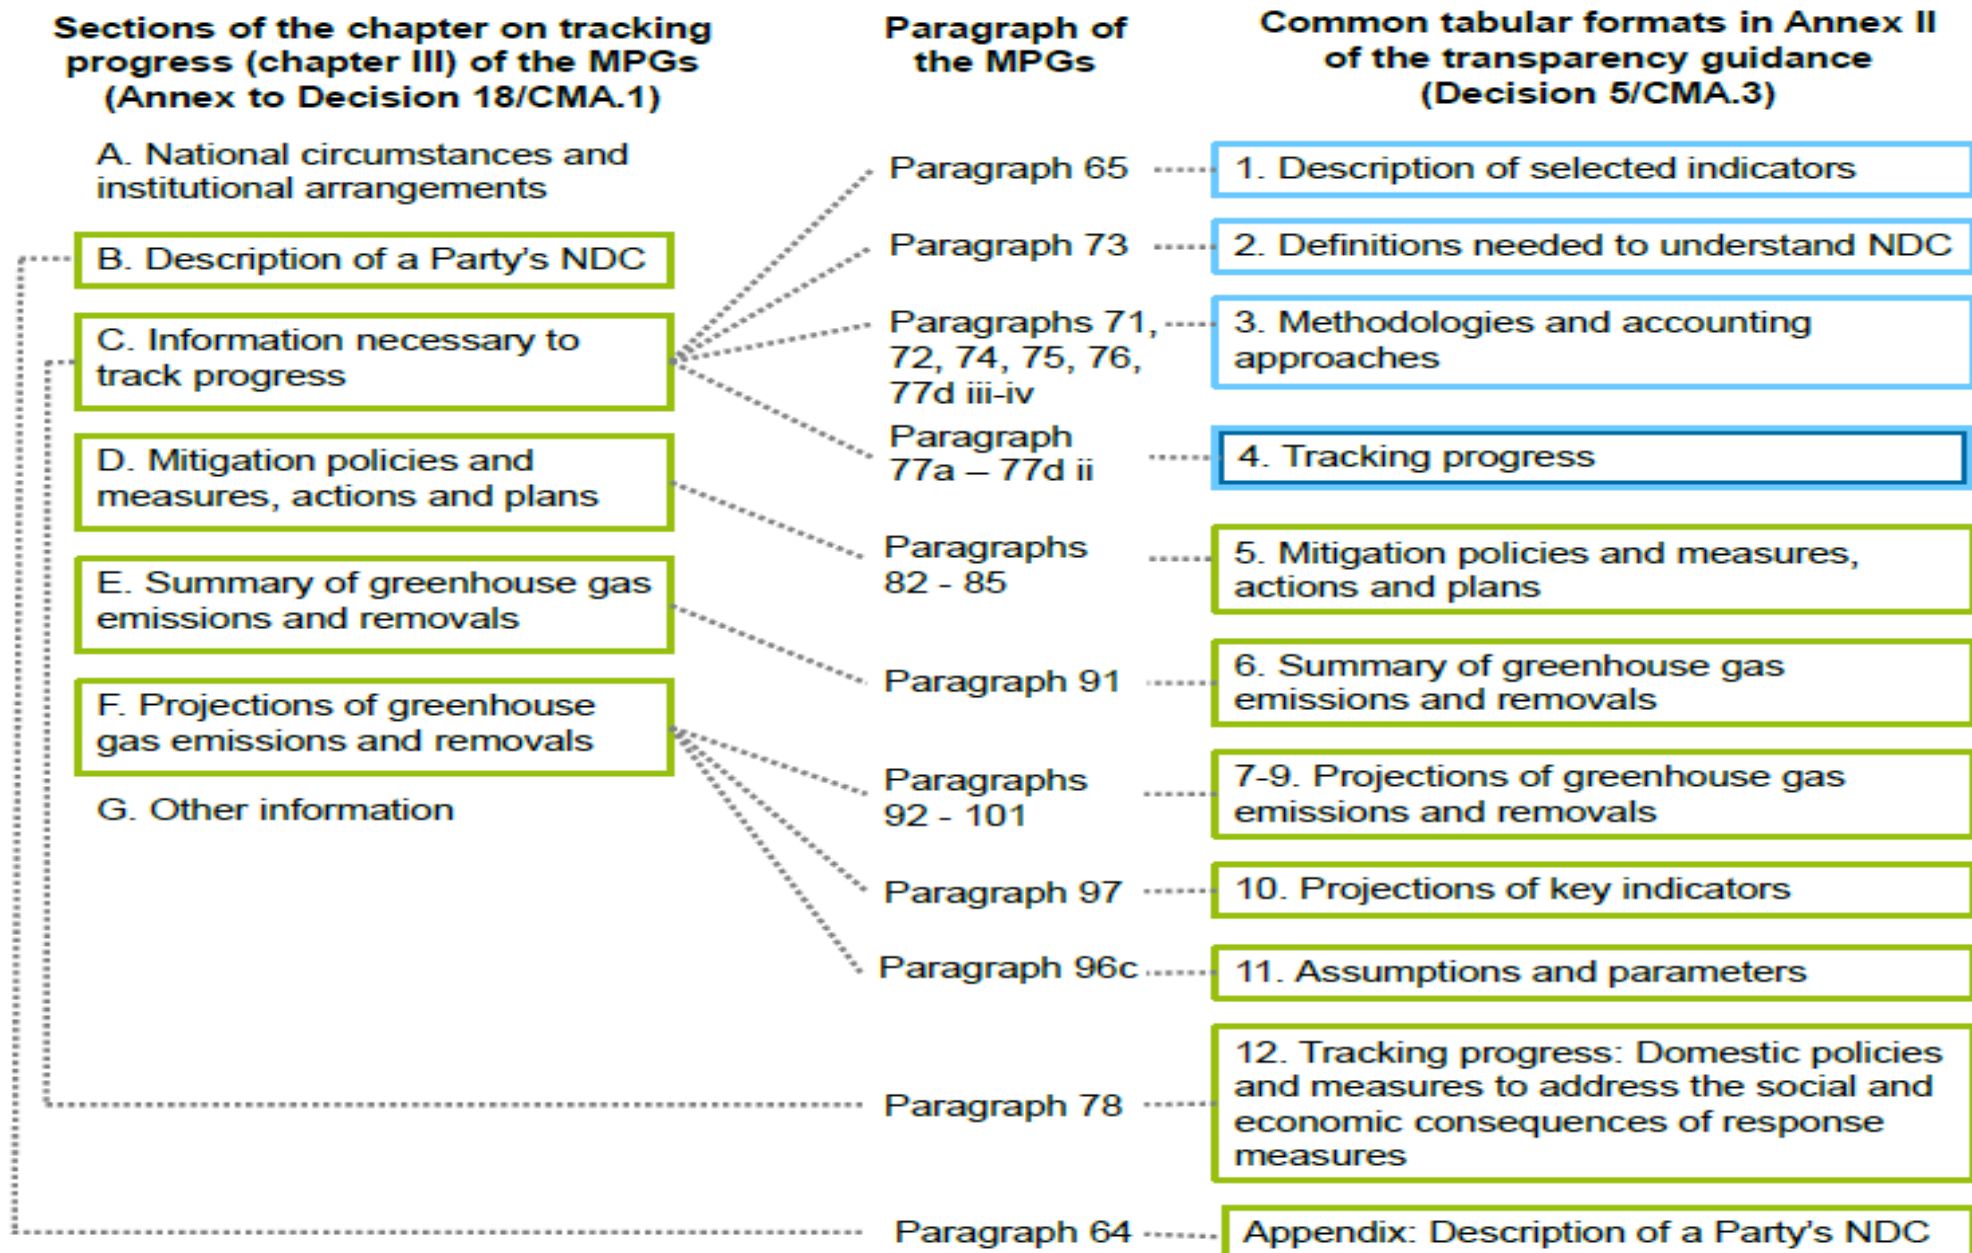 Sections of the chapter on tracking
progress (chapter III) of the MPGs
(Annex to Decision 18/CMA.1)
A. National circumstances and
institutional arrangements
B. Description of a Party's NDC
C. Information necessary to
track progress
D. Mitigation policies and
measures, actions and plans
E. Summary of greenhouse gas
emissions and removals
F. Projections of greenhouse
gas emissions and removals
G. Other information
Paragraph of
the MPGs
Paragraph 65
Paragraph 73
Paragraphs 71,
72, 74, 75, 76,
77d iii-iv
Paragraph
77a – 77d ii
Paragraphs
82 - 85
Paragraph 91
Paragraphs
92 - 101
Paragraph 97
Paragraph 96c
Paragraph 78
Paragraph 64
Common tabular formats in Annex II
of the transparency guidance
(Decision 5/CMA.3)
1. Description of selected indicators
2. Definitions needed to understand NDC
3. Methodologies and accounting
approaches
4. Tracking progress
5. Mitigation policies and measures,
actions and plans
6. Summary of greenhouse gas
emissions and removals
7-9. Projections of greenhouse gas
emissions and removals
10. Projections of key indicators
11. Assumptions and parameters
12. Tracking progress: Domestic policies
and measures to address the social and
economic consequences of response
measures
Appendix: Description of a Party's NDC